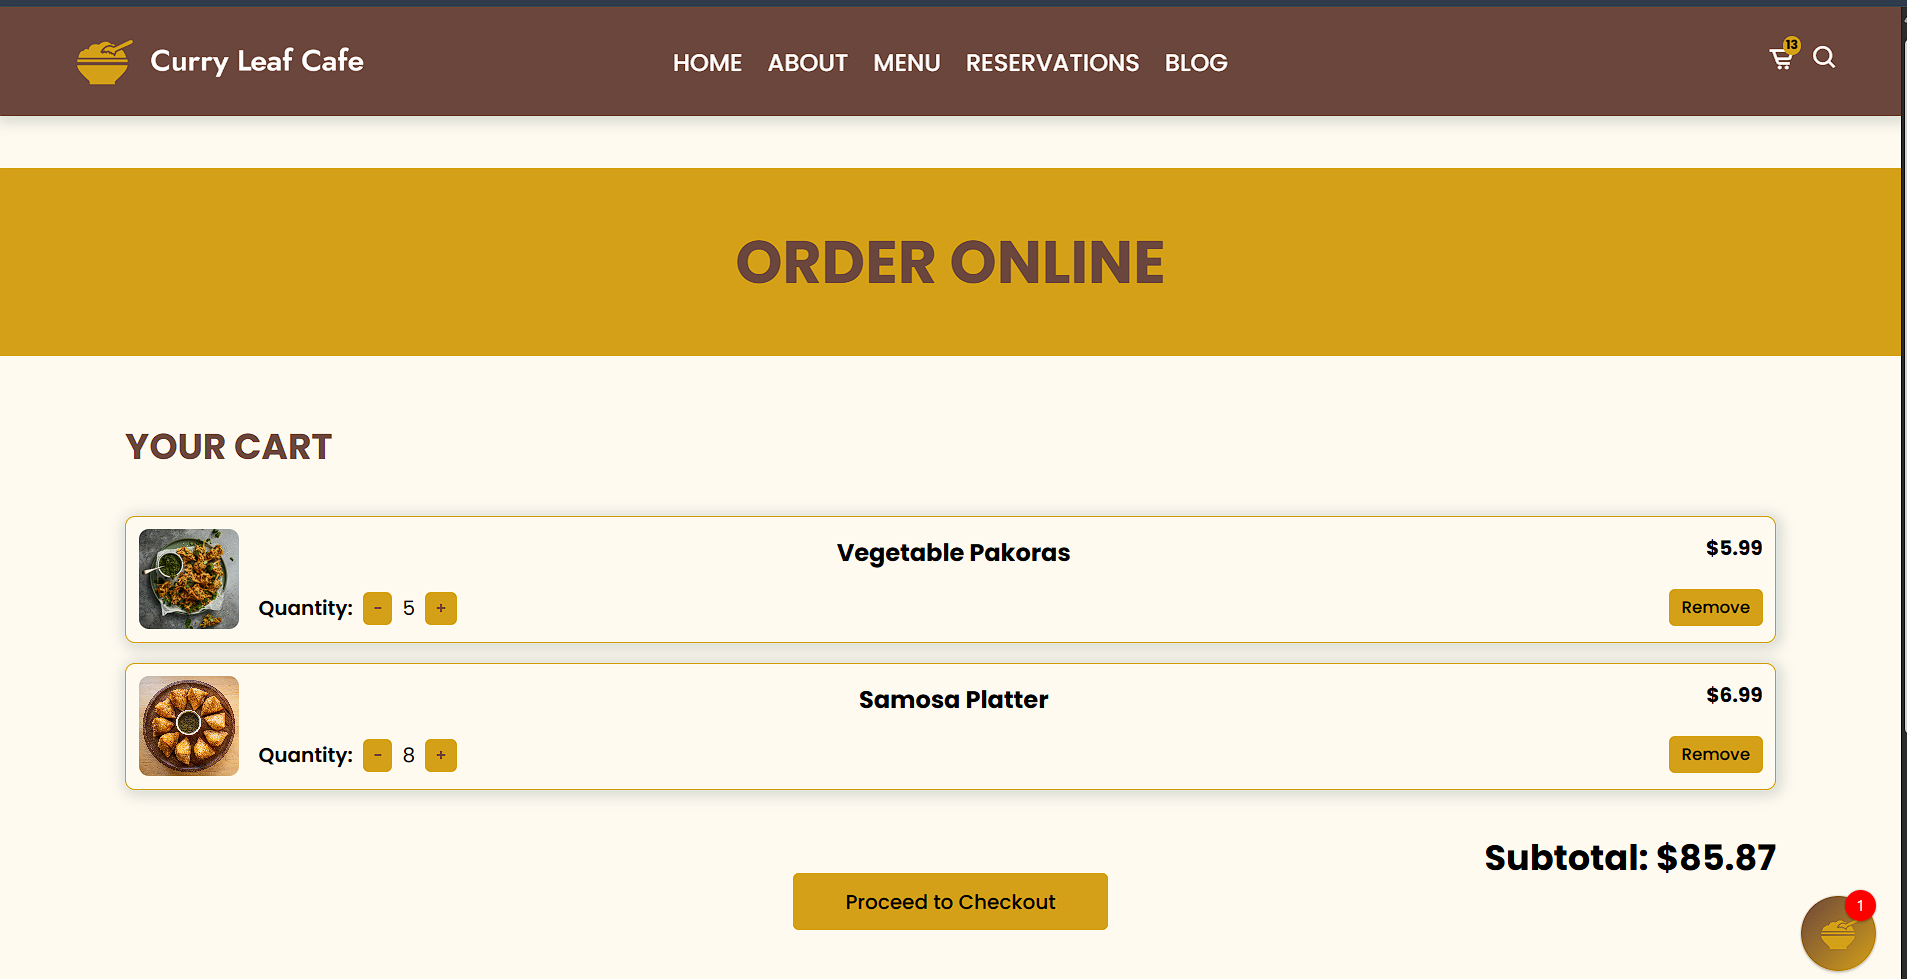 Curry Leaf Cafe
HOME ABOUT MENU RESERVATIONS BLOG
13
ORDER ONLINE
YOUR CART
Vegetable Pakoras
$5.99
Quantity: - 5 +
Remove
Samosa Platter
$6.99
Quantity: - 8 +
Remove
Subtotal: $85.87
Proceed to Checkout
1